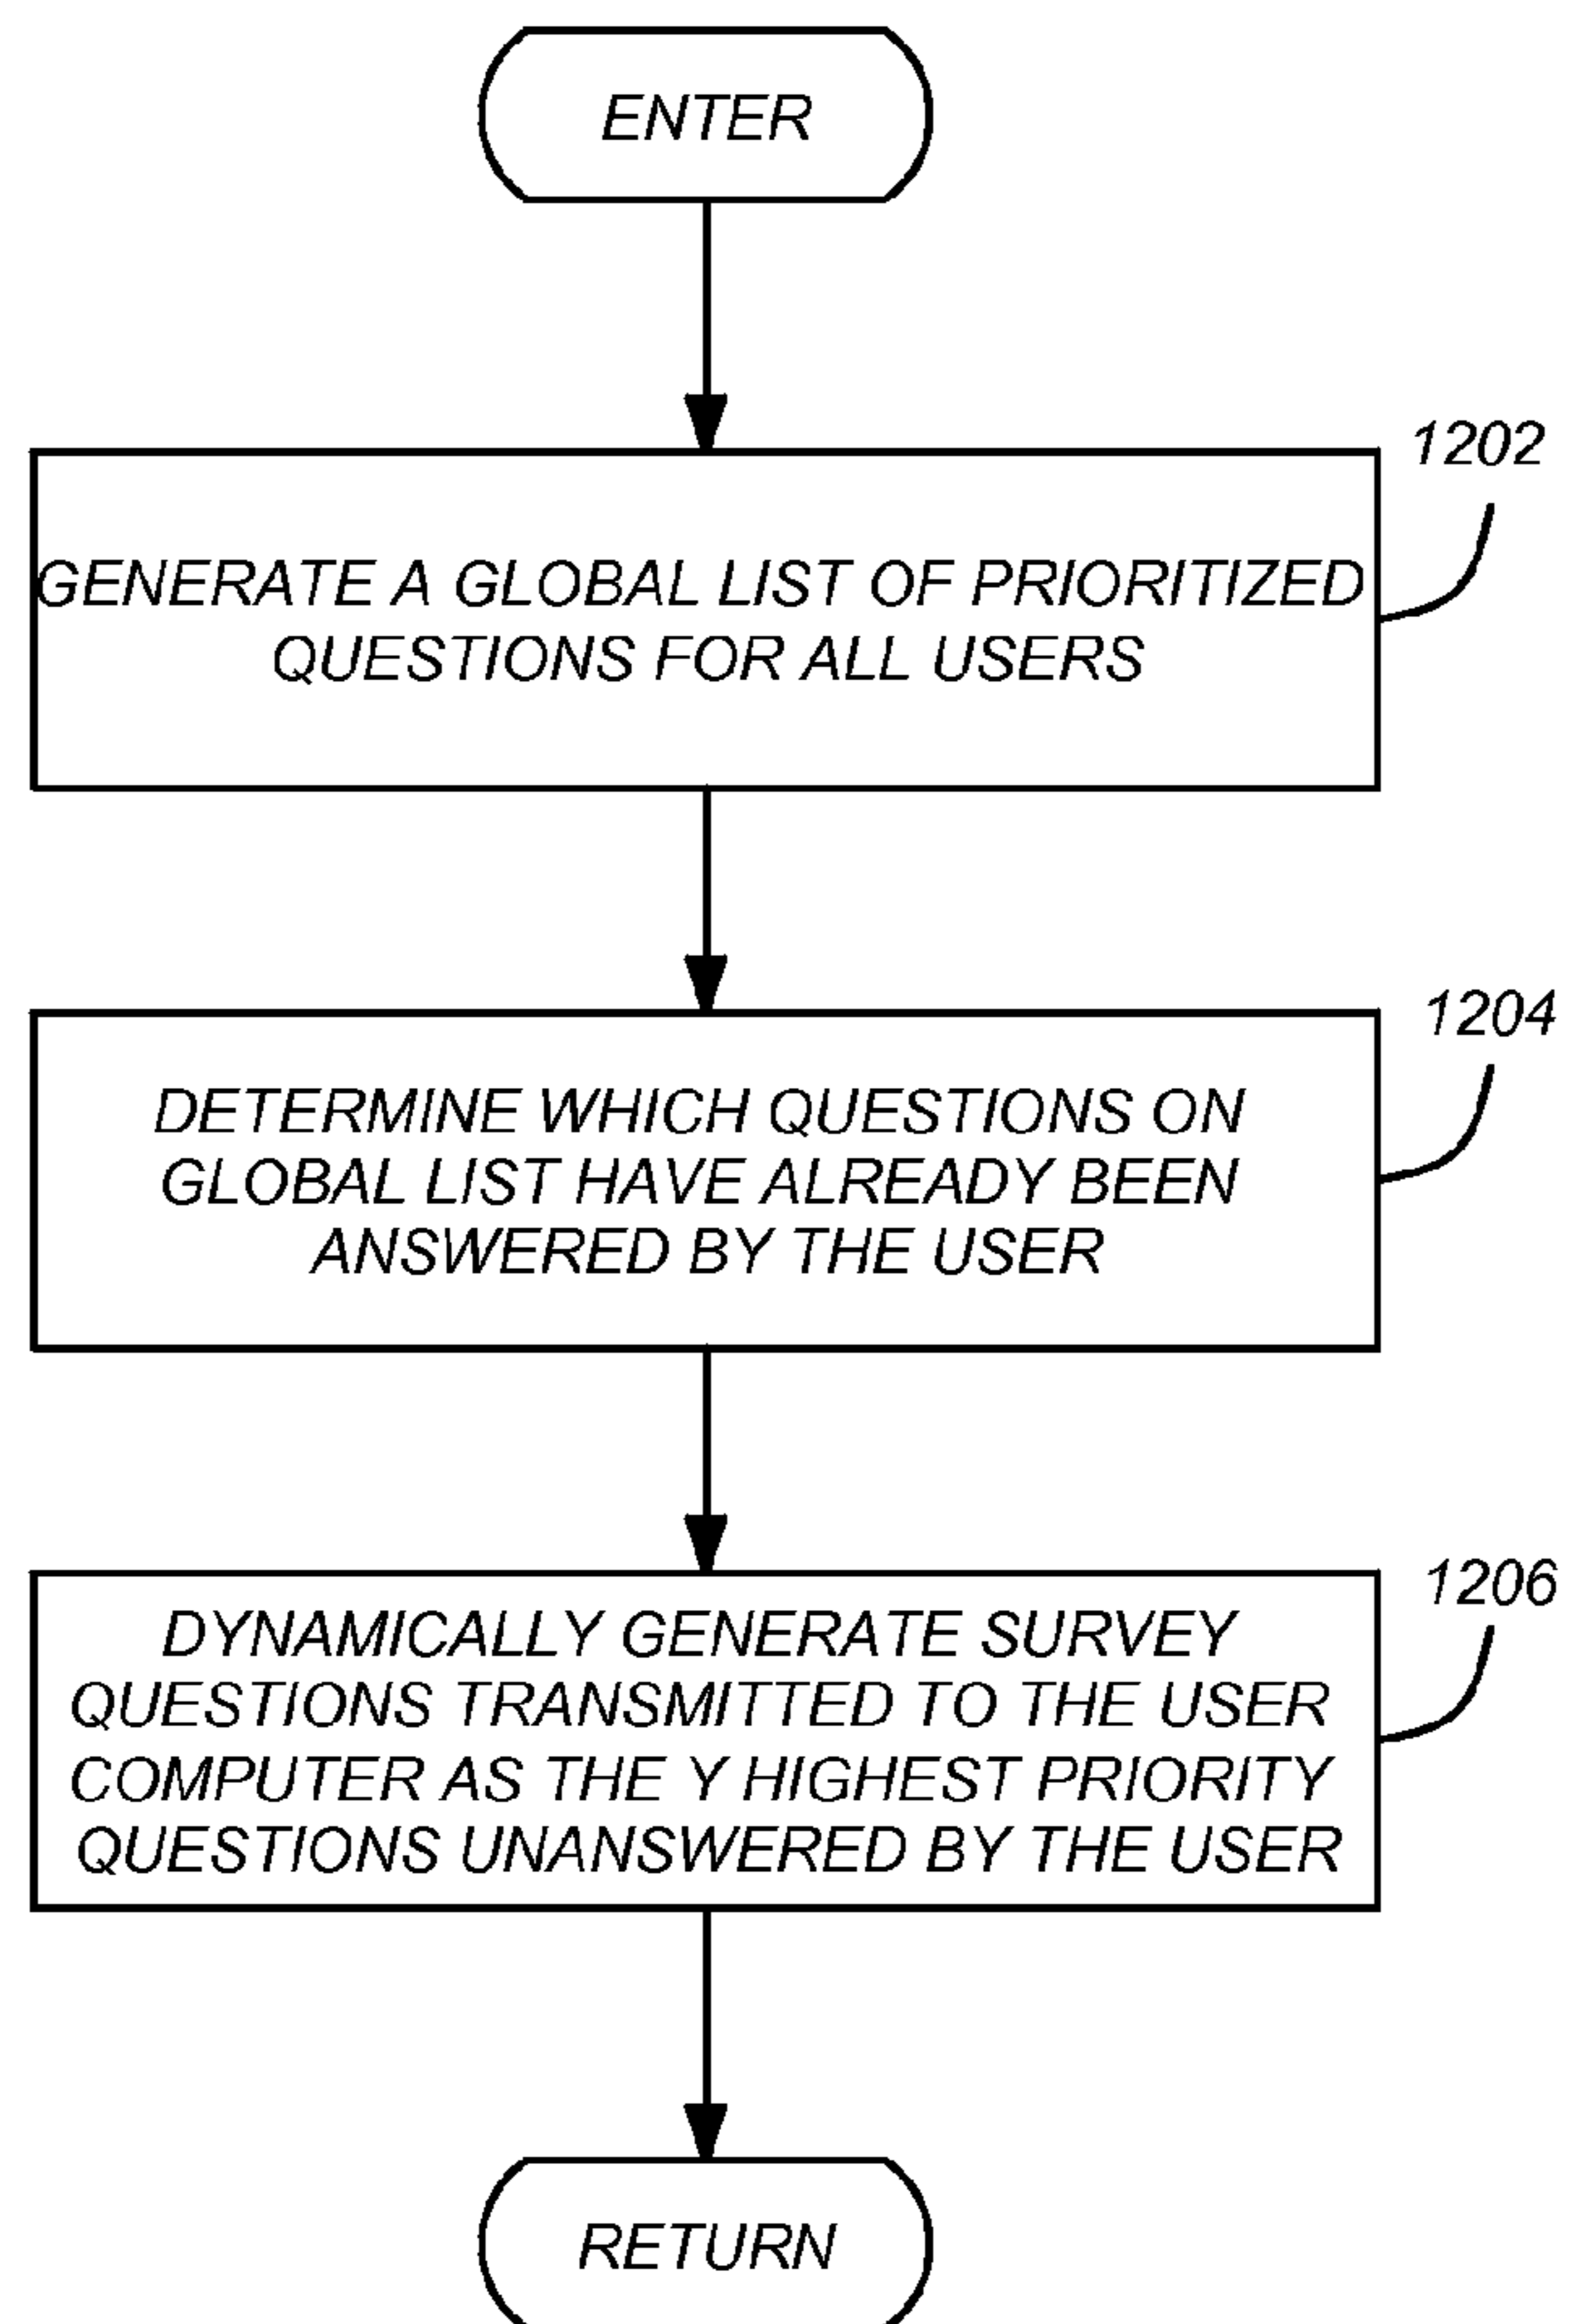 ENTER
1202
GENERATE A GLOBAL LIST OF PRIORITIZED
QUESTIONS FOR ALL USERS
1204
DETERMINE WHICH QUESTIONS ON
GLOBAL LIST HAVE ALREADY BEEN
ANSWERED BY THE USER
1206
DYNAMICALLY GENERATE SURVEY
QUESTIONS TRANSMITTED TO THE USER
COMPUTER AS THE Y HIGHEST PRIORITY
QUESTIONS UNANSWERED BY THE USER
RETURN